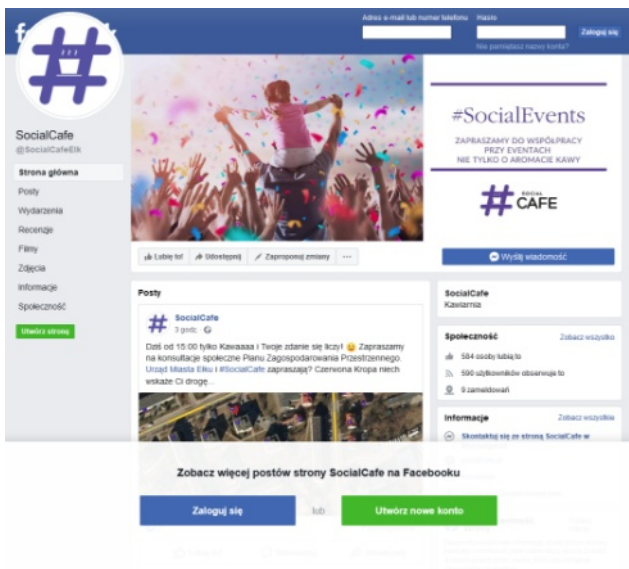 Adres e-mail lub numer telefonu
Hasło
Zaloguj się
Nie pamiętasz nazwy konta?
SocialCafe
@SocialCafeElk
Strona główna
Posty
Wydarzenia
Recenzje
Filmy
Zdjęcia
Informacje
Społeczność
Utwórz stronę
#SocialEvents
ZAPRASZAMY DO WSPÓŁPRACY
PRZY EVENTACH
NIE TYLKO O AROMACIE KAWY
# SOCIAL
CAFE
Lubię to!
Udostępnij
Zaproponuj zmiany
Wyślij wiadomość
Posty
SocialCafe
3 godz.
Dziś od 15:00 tylko Kawaaaa i Twoje zdanie się liczy! 😉 Zapraszamy
na konsultacje społeczne Planu Zagospodarowania Przestrzennego.
Urząd Miasta Ełku i #SocialCafe zapraszają? Czerwona Kropa niech
wskaże Ci drogę...
SocialCafe
Kawiarnia
Społeczność
Zobacz wszystko
584 osoby lubią to
590 użytkowników obserwuje to
9 zameldowań
Informacje
Zobacz wszystkie
Skontaktuj się ze stroną SocialCafe w
Zobacz więcej postów strony SocialCafe na Facebooku
Zaloguj się
lub
Utwórz nowe konto